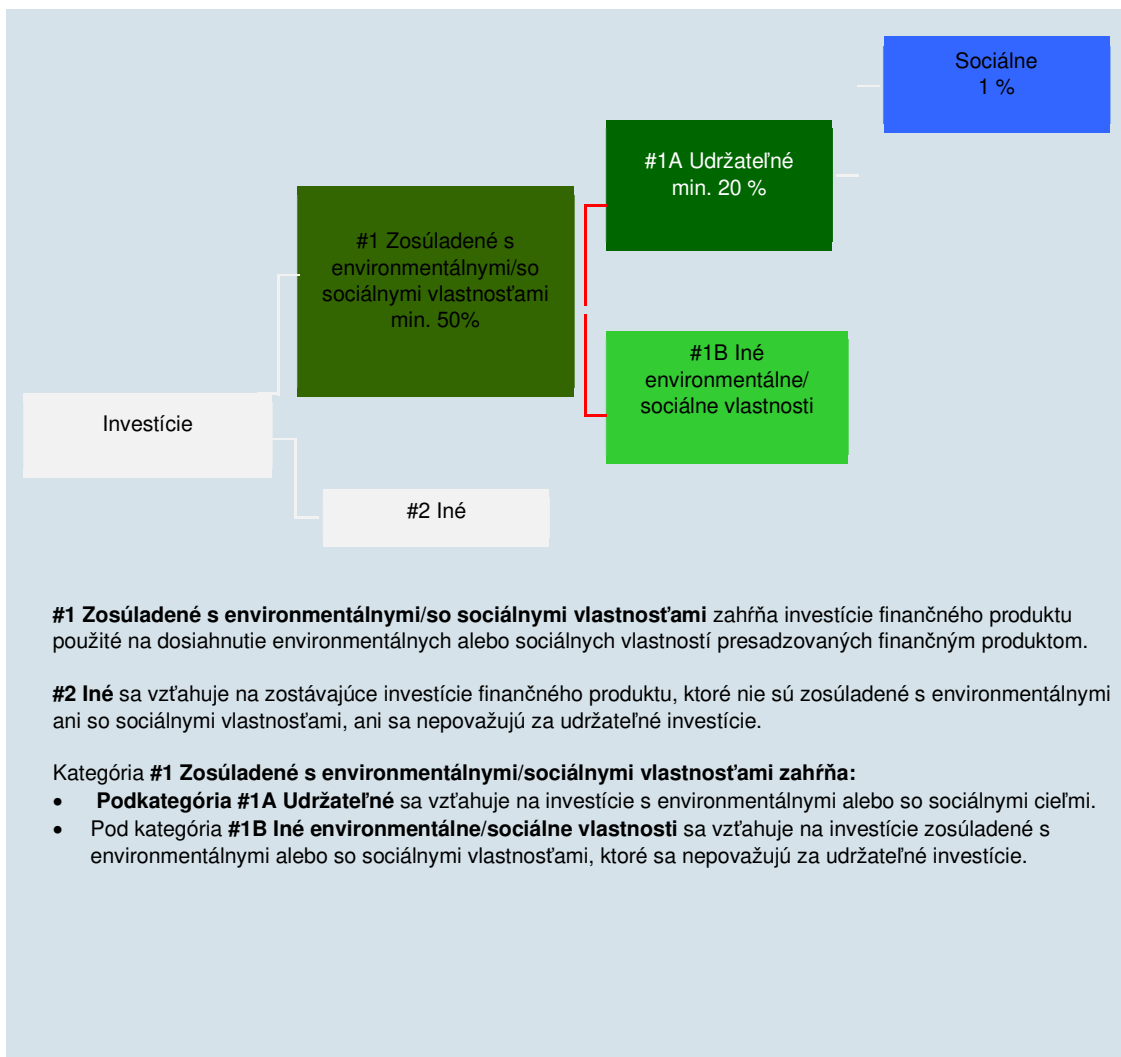 Sociálne
1 %
#1A Udržateľné
min. 20 %
#1 Zosúladené s
environmentálnymi/so
sociálnymi vlastnosťami
min. 50%
#1B Iné
environmentálne/
sociálne vlastnosti
Investície
#2 Iné
#1 Zosúladené s environmentálnymi/so sociálnymi vlastnosťami zahŕňa investície finančného produktu
použité na dosiahnutie environmentálnych alebo sociálnych vlastností presadzovaných finančným produktom.
#2 Iné sa vzťahuje na zostávajúce investície finančného produktu, ktoré nie sú zosúladené s environmentálnymi
ani so sociálnymi vlastnosťami, ani sa nepovažujú za udržateľné investície.
Kategória #1 Zosúladené s environmentálnymi/sociálnymi vlastnosťami zahŕňa:
• Podkategória #1A Udržateľné sa vzťahuje na investície s environmentálnymi alebo so sociálnymi cieľmi.
• Pod kategória #1B Iné environmentálne/sociálne vlastnosti sa vzťahuje na investície zosúladené s
environmentálnymi alebo so sociálnymi vlastnosťami, ktoré sa nepovažujú za udržateľné investície.